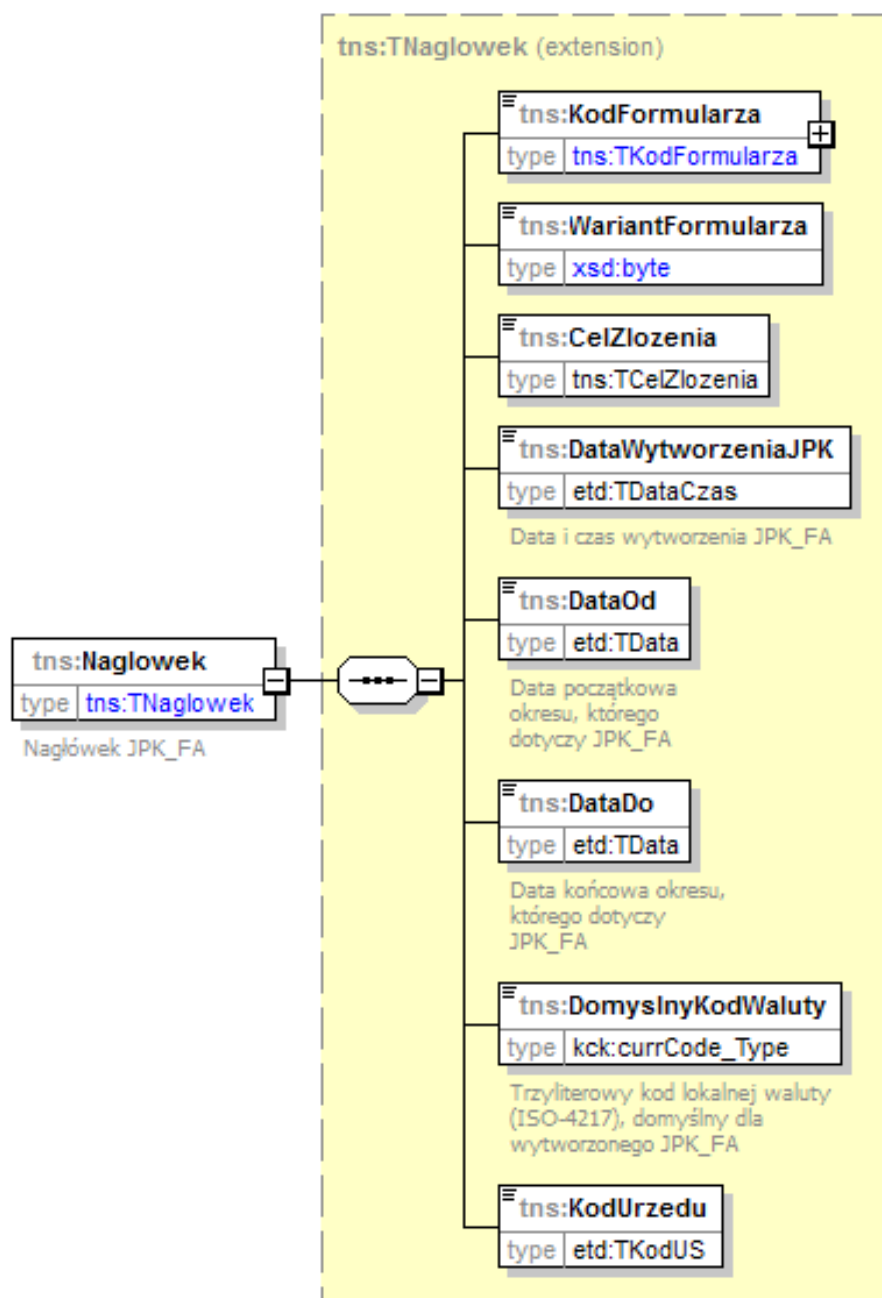 tns:TNaglowek (extension)
tns:KodFormularza
type tns:TKodFormularza
tns:WariantFormularza
type xsd:byte
tns:CelZlozenia
type tns:TCelZlozenia
tns:DataWytworzeniaJPK
type etd:TDataCzas
Data i czas wytworzenia JPK_FA
tns:DataOd
type etd:TData
Data początkowa
okresu, którego
dotyczy JPK_FA
tns:Naglowek
type tns:TNaglowek
Nagłówek JPK_FA
tns:DataDo
type etd:TData
Data końcowa okresu,
którego dotyczy
JPK_FA
tns:DomyslnyKodWaluty
type kck:currCode_Type
Trzyliterowy kod lokalnej waluty
(ISO-4217), domyślny dla
wytworzonego JPK_FA
tns:KodUrzedu
type etd:TKodUS